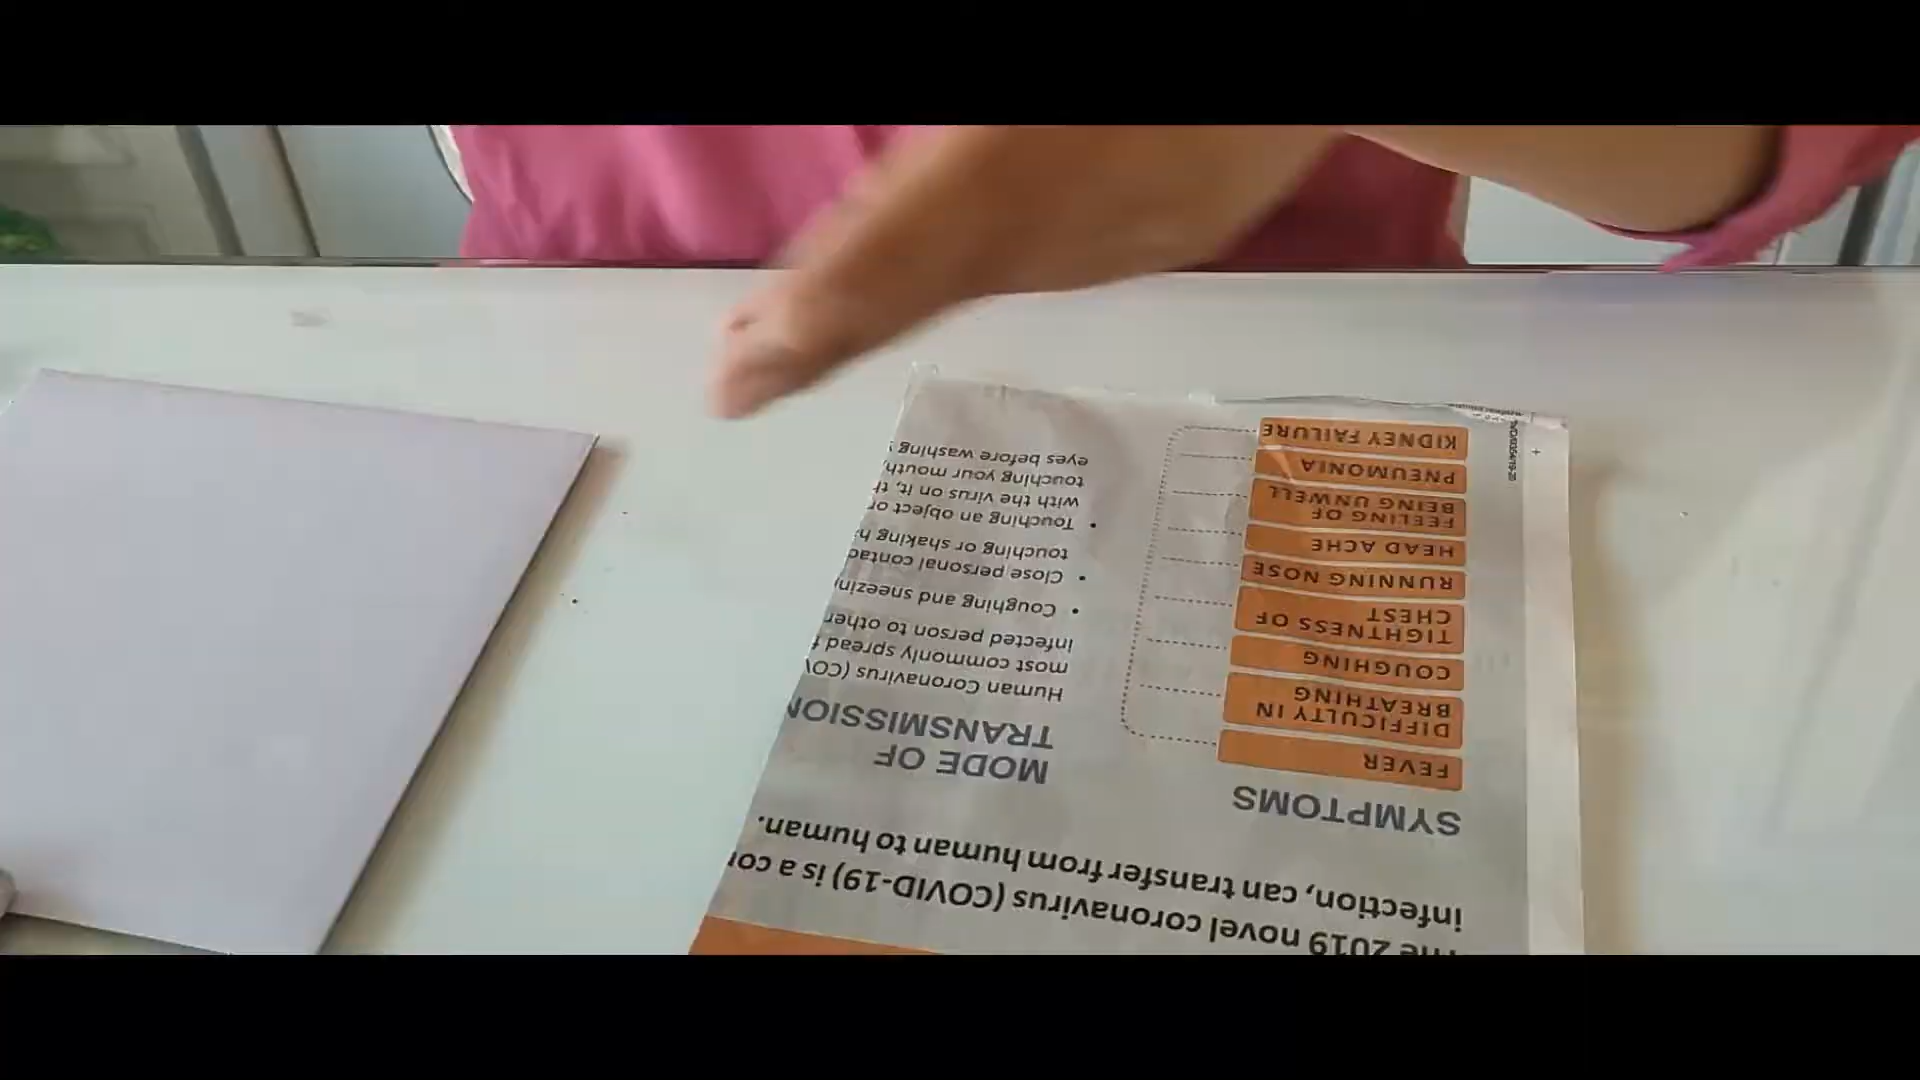 2019 novel coronavirus (COVID-19) is a
infection, can transfer from human to human.
SYMPTOMS
FEVER
DIFFICULTY IN
BREATHING
COUGHING
TIGHTNESS OF
CHEST
RUNNING NOSE
HEAD ACHE
FEELING OF
BEING UNWELL
PNEUMONIA
KIDNEY FAILURE
MODE OF
TRANSMISSION
Human Coronavirus (COV
most commonly spread
infected person to other
• Coughing and
• Close personal
touching or shaking
• Touching an object or
with the virus on it,
touching your mouth,
eyes before washing